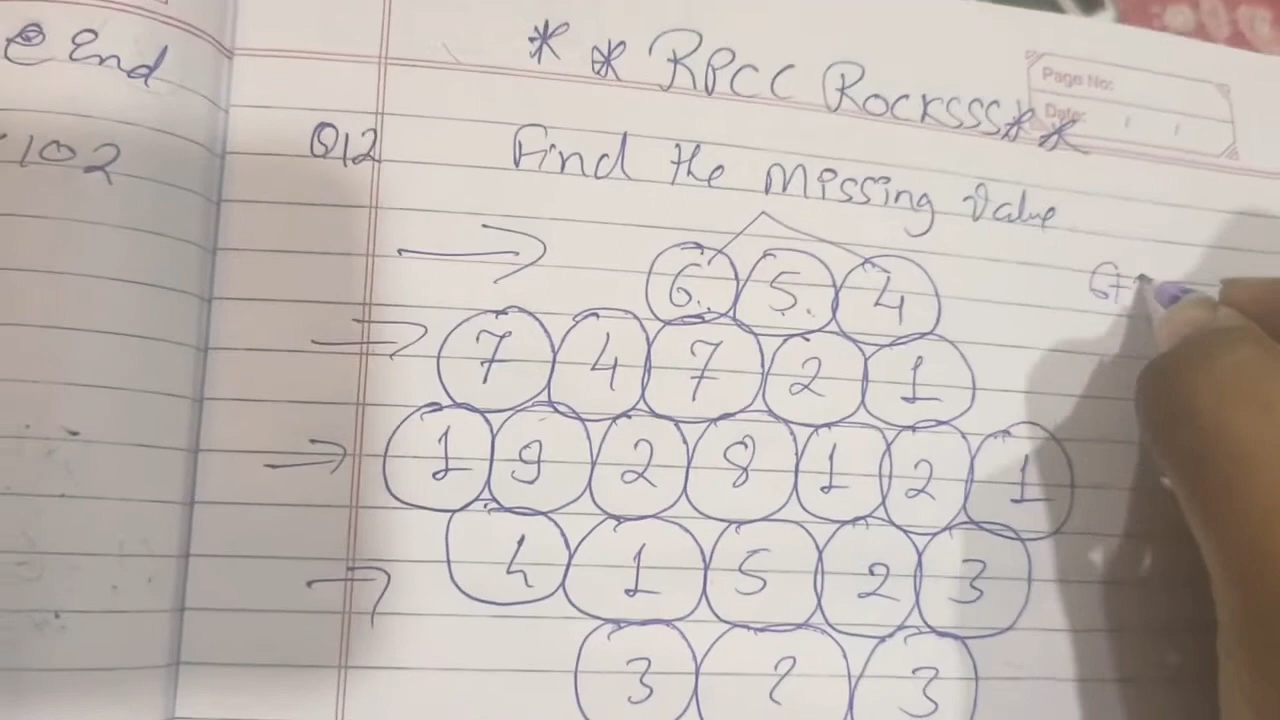 @ End
102
** RPCC ROCKSSS**
Page No:
Date:
Q12 Find the missing value
6. 5. 4
7 4 7 2 1
1 9 2 8 1 2 1
4 1 5 2 3
3 ? 3
6+